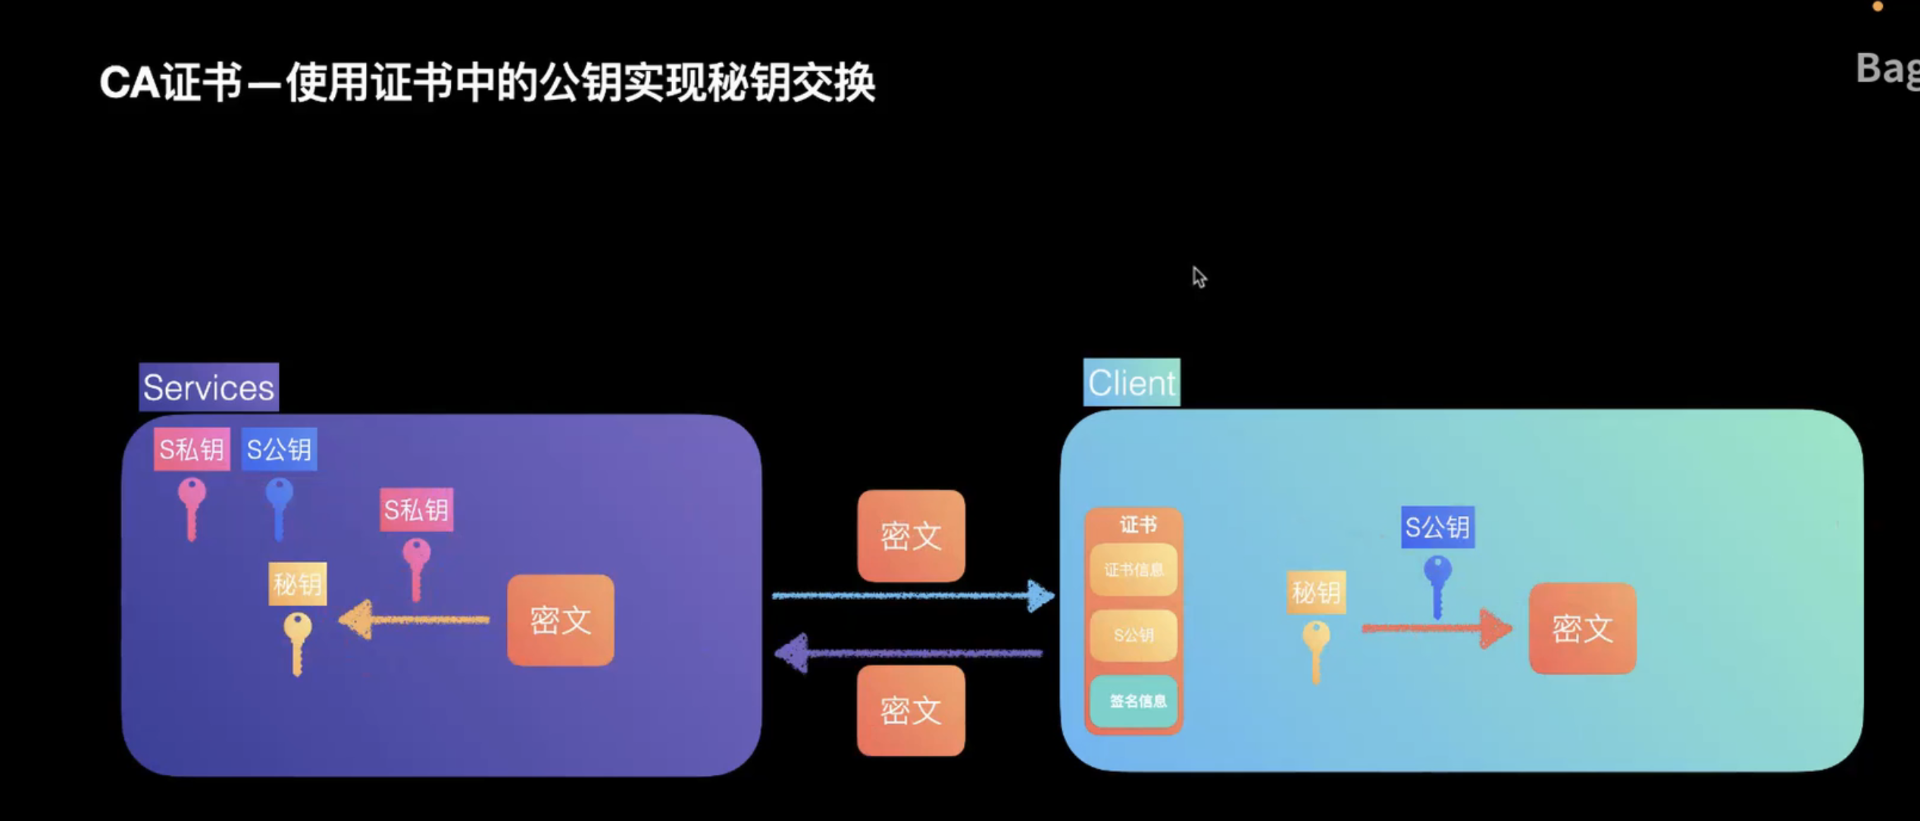 CA证书—使用证书中的公钥实现秘钥交换
Bag
Services
S私钥
S公钥
S私钥
秘钥
密文
密文
密文
Client
证书
证书信息
S公钥
签名信息
秘钥
S公钥
密文